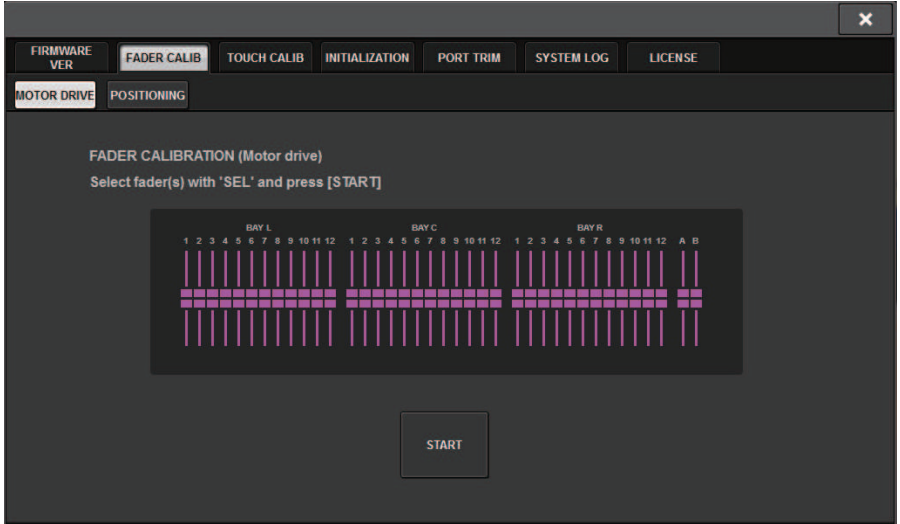 ×
FIRMWARE VER FADER CALIB TOUCH CALIB INITIALIZATION PORT TRIM SYSTEM LOG LICENSE
MOTOR DRIVE POSITIONING
FADER CALIBRATION (Motor drive)
Select fader(s) with 'SEL' and press [START]
BAY L BAY C BAY R
1 2 3 4 5 6 7 8 9 10 11 12 1 2 3 4 5 6 7 8 9 10 11 12 1 2 3 4 5 6 7 8 9 10 11 12 A B
START